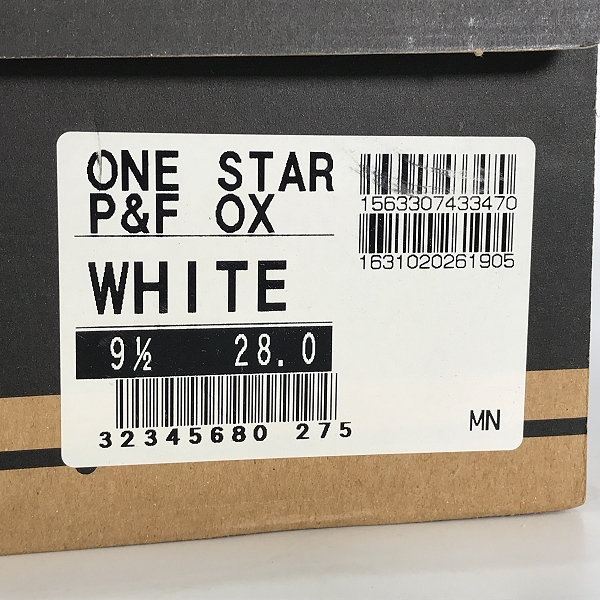 ONE STAR
P&F OX
WHITE
9½ 28.0
32345680 275
1563307433470
1631020261905
MN